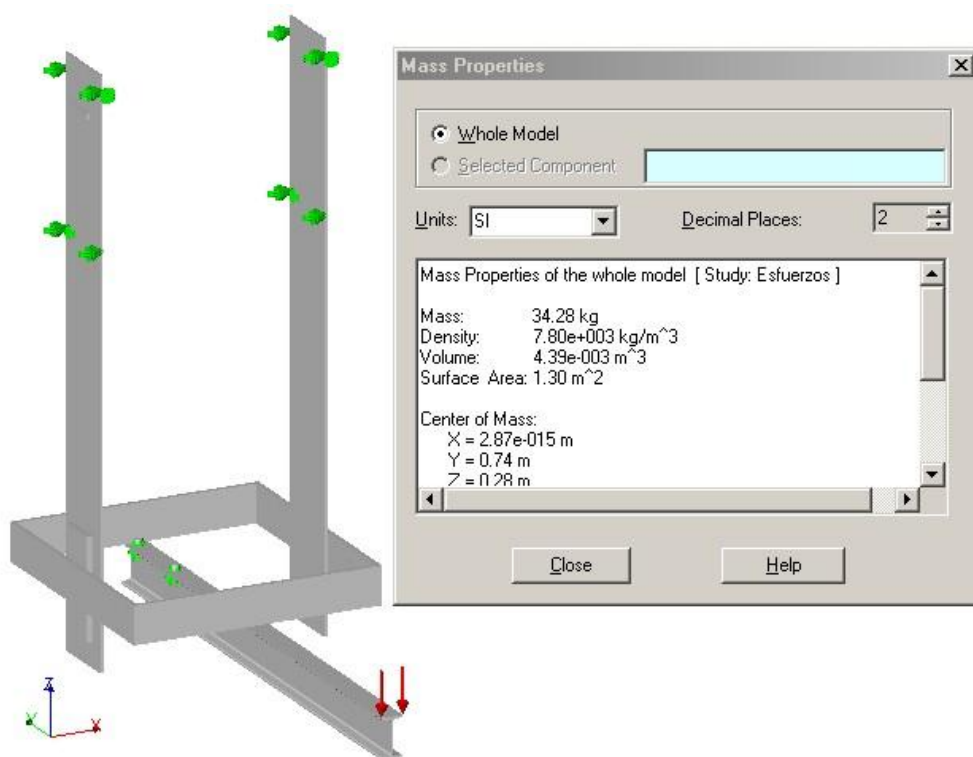 Mass Properties
Whole Model
Selected Component
Units: SI Decimal Places: 2
Mass Properties of the whole model [ Study: Esfuerzos ]
Mass: 34.28 kg
Density: 7.80e+003 kg/m^3
Volume: 4.39e-003 m^3
Surface Area: 1.30 m^2
Center of Mass:
X = 2.87e-015 m
Y = 0.74 m
Z = 0.28 m
Close Help
Z
Y X